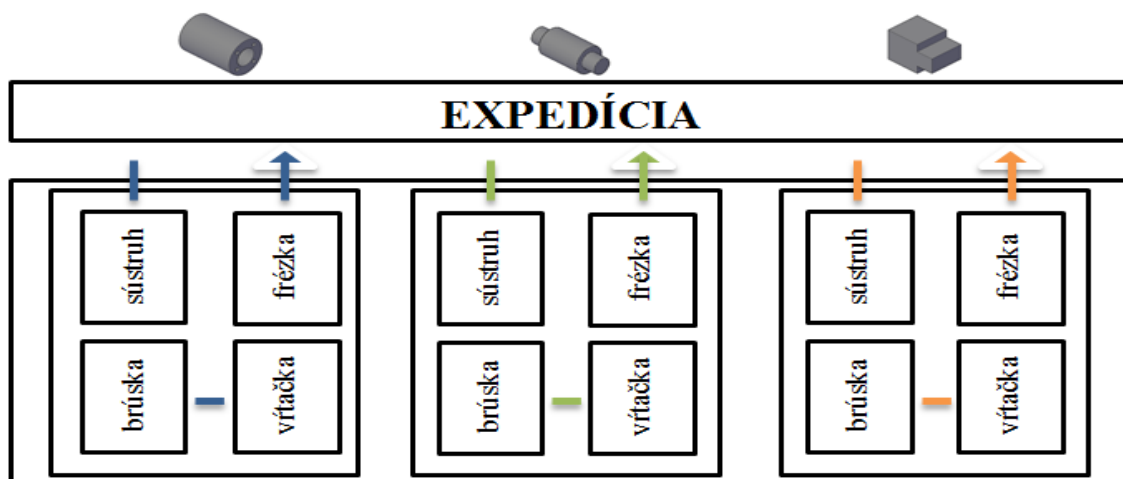 EXPEDÍCIA
sústruh
frézka
brúska
vŕtačka
sústruh
frézka
brúska
vŕtačka
sústruh
frézka
brúska
vŕtačka